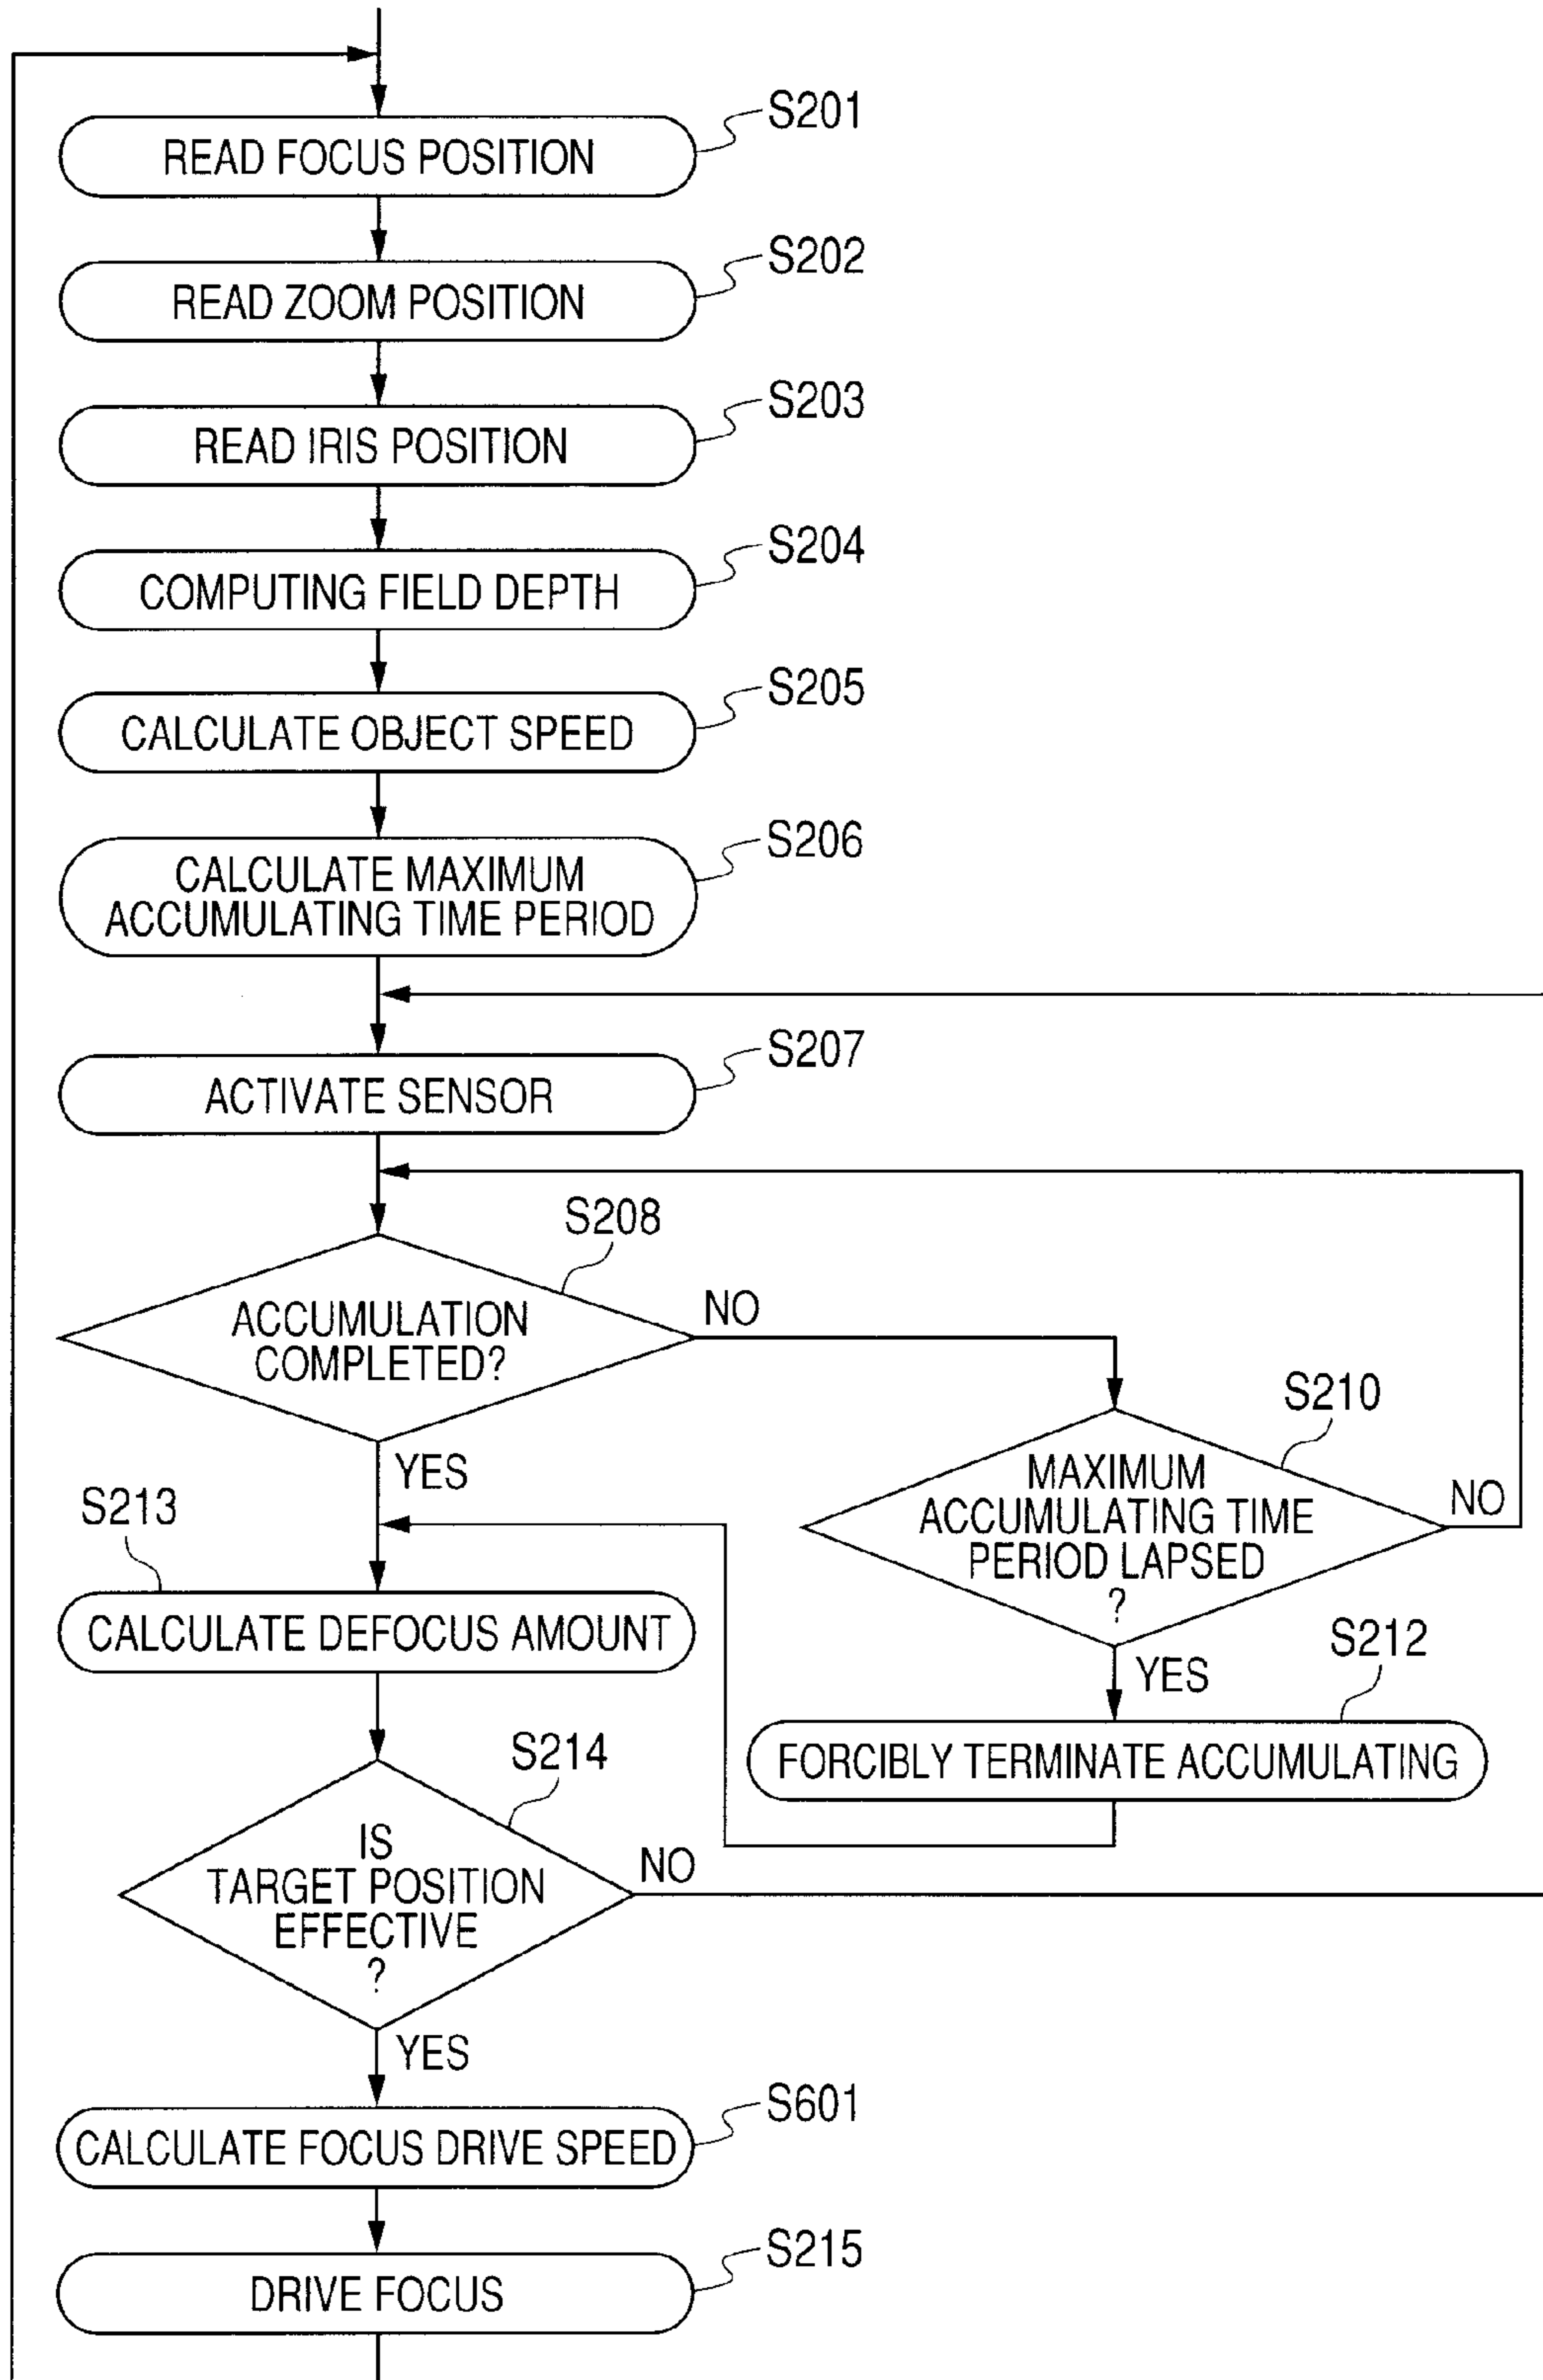 S201
READ FOCUS POSITION
S202
READ ZOOM POSITION
S203
READ IRIS POSITION
S204
COMPUTING FIELD DEPTH
S205
CALCULATE OBJECT SPEED
S206
CALCULATE MAXIMUM
ACCUMULATING TIME PERIOD
S207
ACTIVATE SENSOR
S208
ACCUMULATION
COMPLETED?
NO
YES
S210
MAXIMUM
ACCUMULATING TIME
PERIOD LAPSED
?
NO
YES
S212
FORCIBLY TERMINATE ACCUMULATING
S213
CALCULATE DEFOCUS AMOUNT
S214
IS
TARGET POSITION
EFFECTIVE
?
NO
YES
S601
CALCULATE FOCUS DRIVE SPEED
S215
DRIVE FOCUS